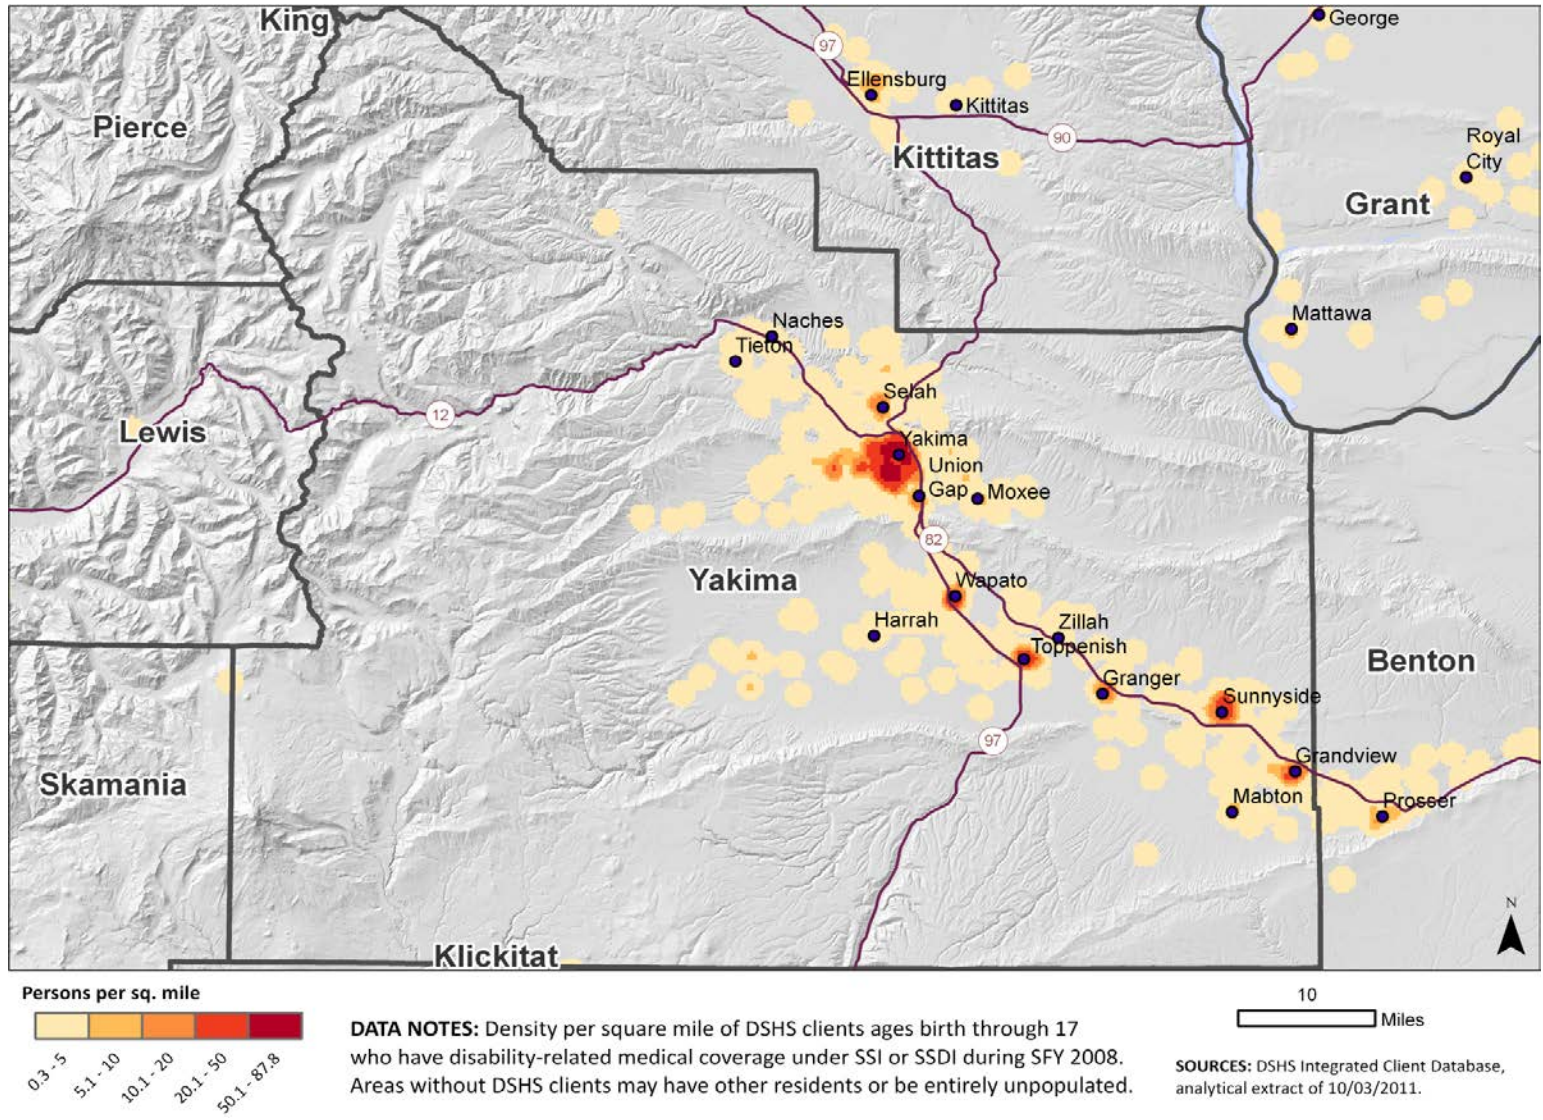 King
George
97
Ellensburg
Kittitas
Pierce
90
Royal
City
Kittitas
Grant
Naches
Mattawa
Tieton
Selah
12
Lewis
Yakima
Union
Gap
Moxee
82
Yakima
Wapato
Harrah
Zillah
Toppenish
Benton
Granger
Sunnyside
97
Grandview
Skamania
Mabton
Prosser
N
Klickitat
Persons per sq. mile
0.3 - 5
5.1 - 10
10.1 - 20
20.1 - 50
50.1 - 87.8
DATA NOTES: Density per square mile of DSHS clients ages birth through 17
who have disability-related medical coverage under SSI or SSDI during SFY 2008.
Areas without DSHS clients may have other residents or be entirely unpopulated.
10
Miles
SOURCES: DSHS Integrated Client Database,
analytical extract of 10/03/2011.